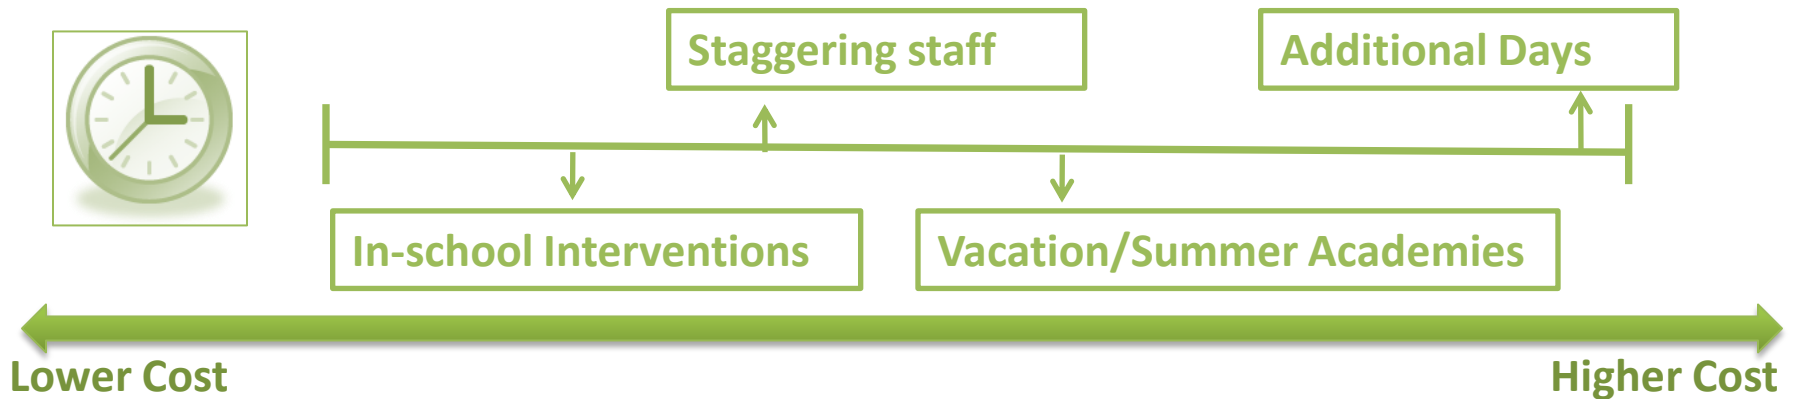 Staggering staff
Additional Days
In-school Interventions
Vacation/Summer Academies
Lower Cost
Higher Cost